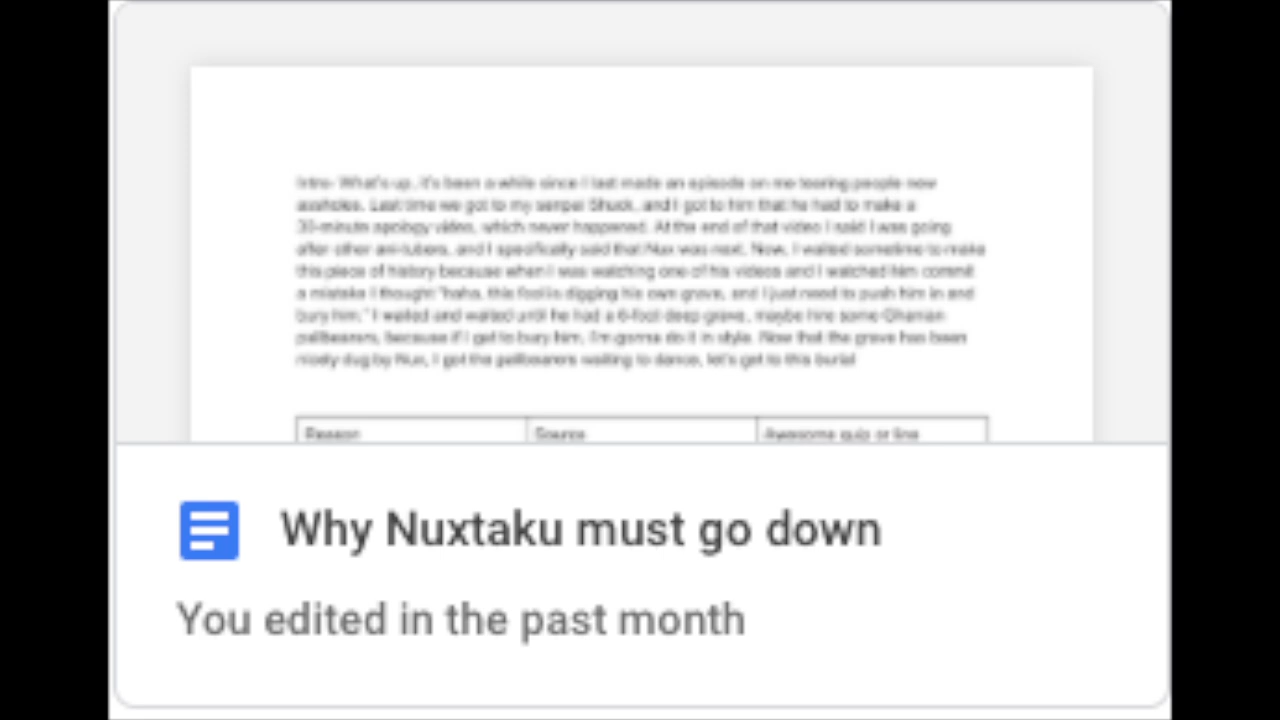 Intro- What's up, it's been a while since I last made an episode on me tearing people new
assholes. Last time we got to my senpai Shuck, and I got to him that he had to make a
30-minute apology video, which never happened. At the end of that video I said I was going
after other ani-tubers, and I specifically said that Nux was next. Now, I waited sometime to make
this piece of history because when I was watching one of his videos and I watched him commit
a mistake I thought "haha, this fool is digging his own grave, and I just need to push him in and
bury him." I waited and waited until he had a 6-foot deep grave, maybe hire some Ghanian
pallbearers, because if I get to bury him, I'm gonna do it in style. Now that the grave has been
nicely dug by Nux, I got the pallbearers waiting to dance, let's get to this burial
Reason Source Awesome quip or line
Why Nuxtaku must go down
You edited in the past month